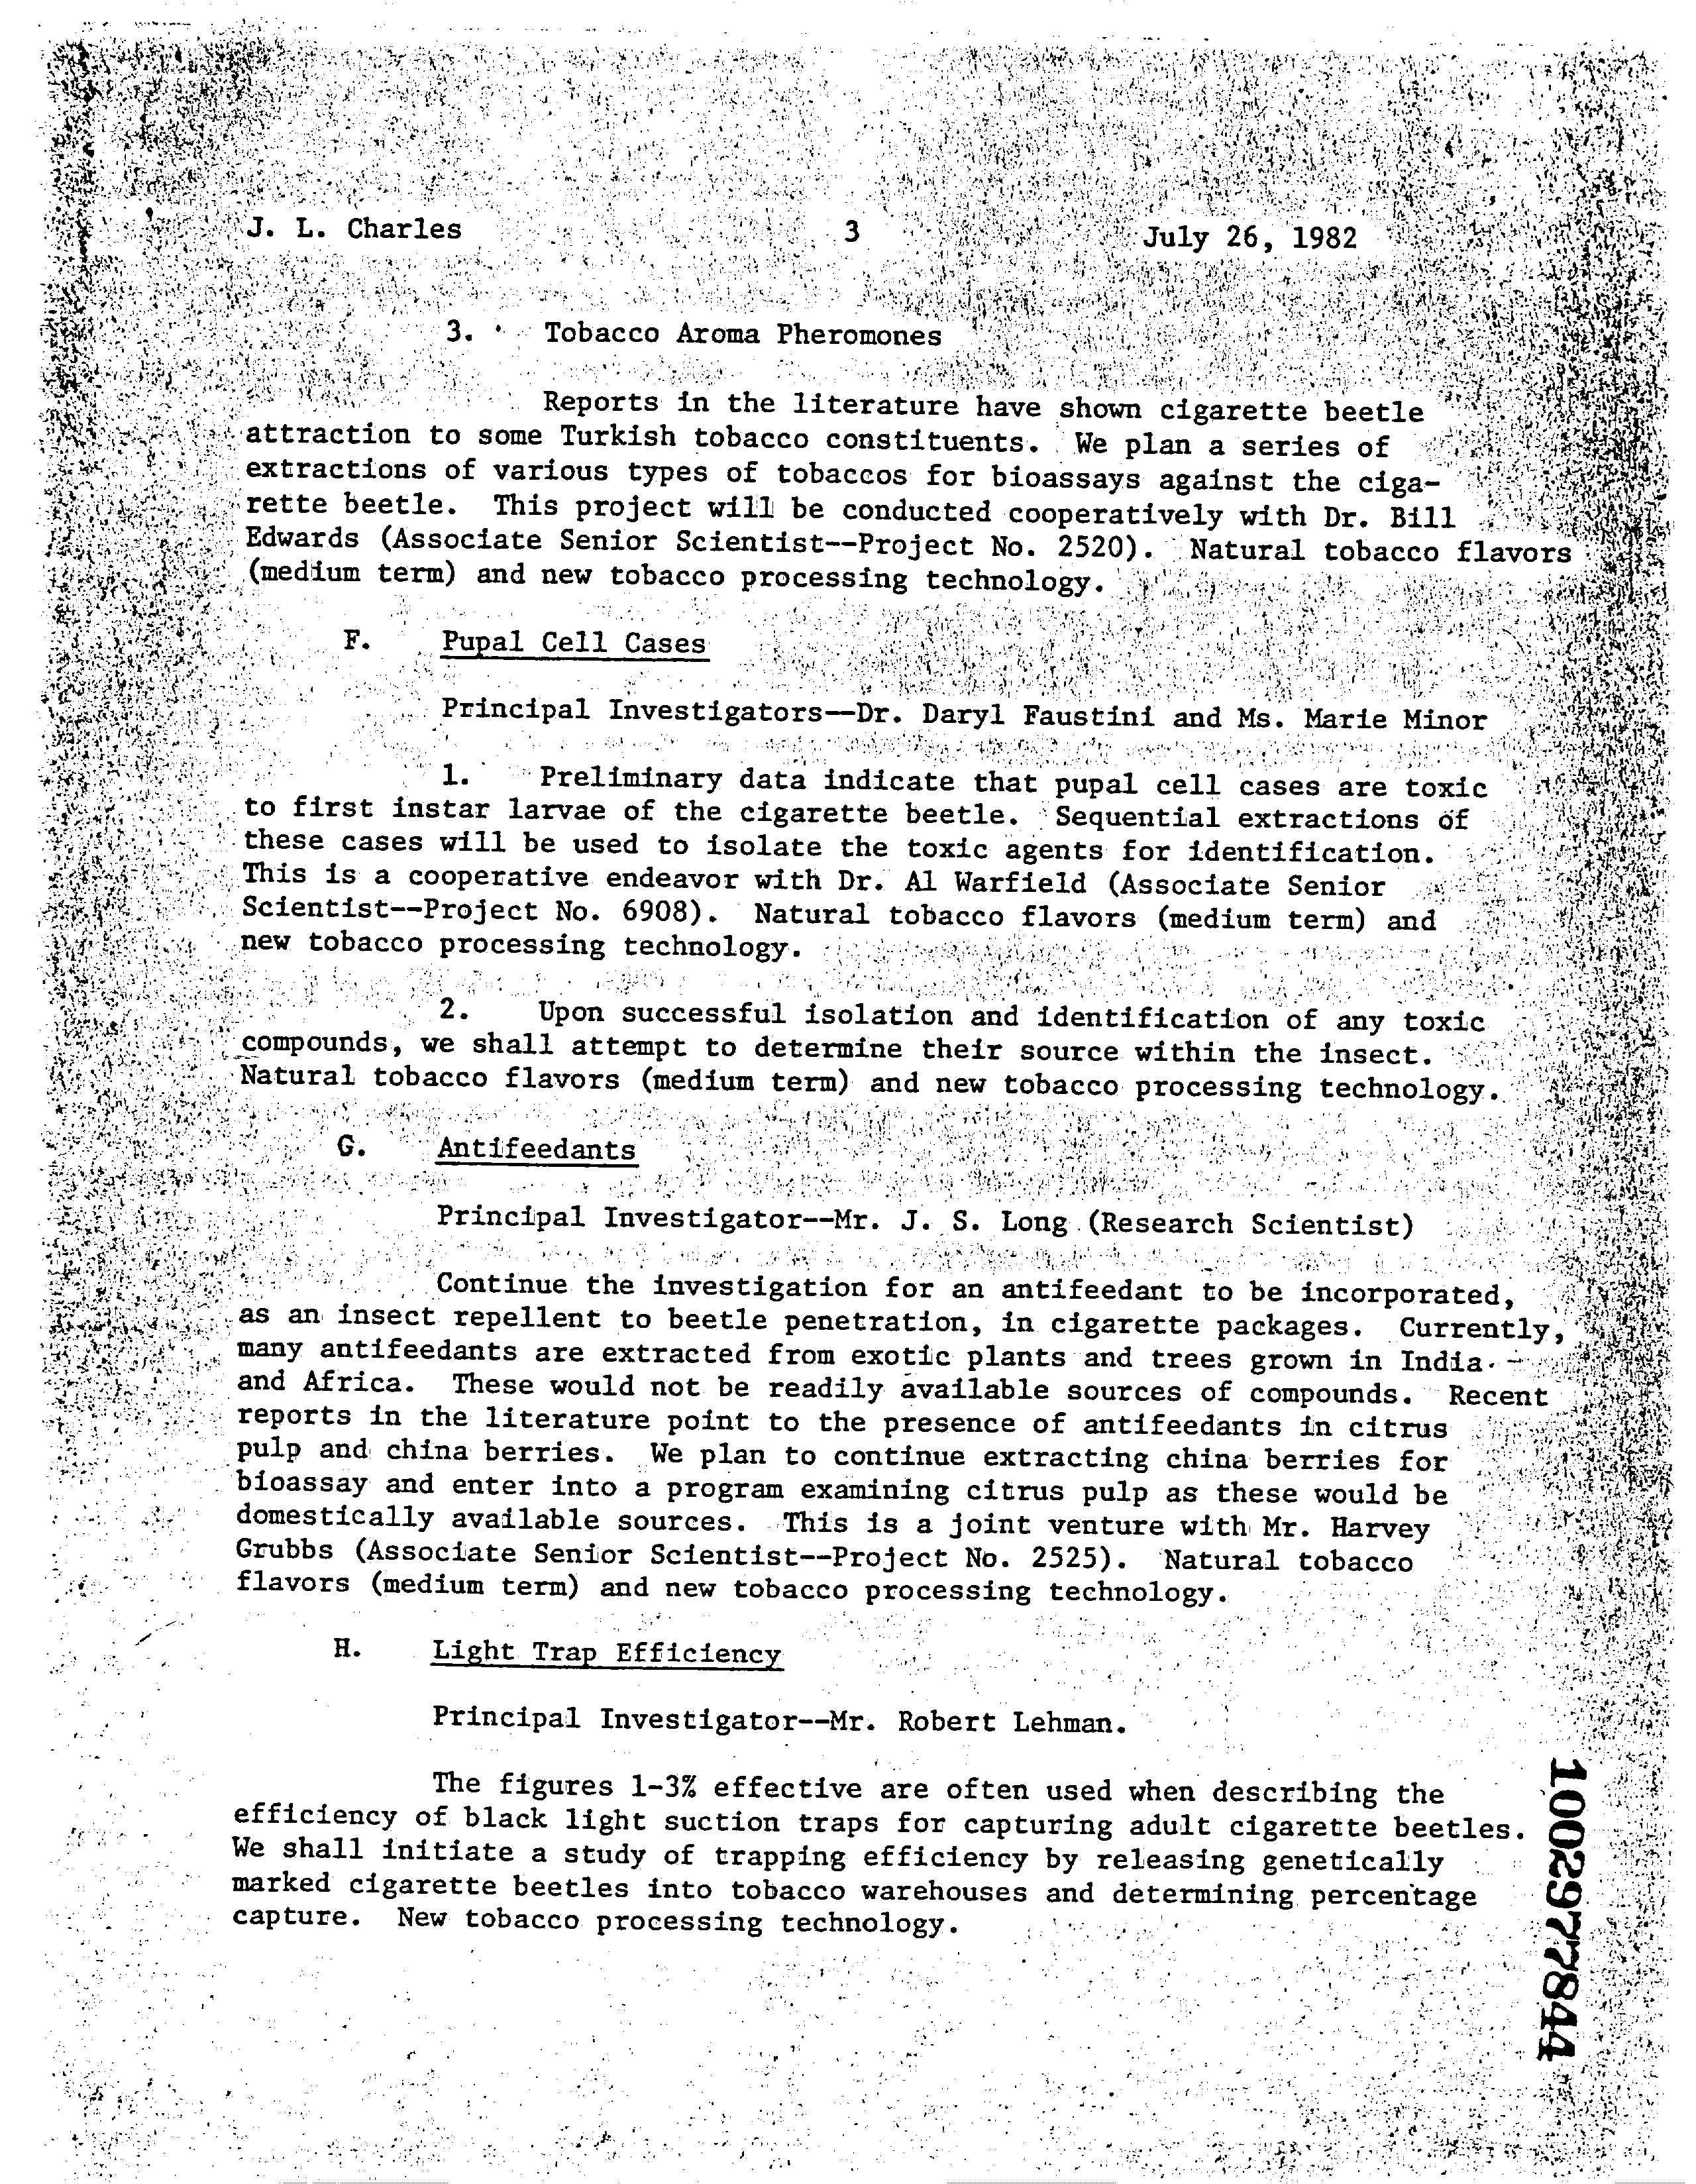 J. L. Charles 3 July 26, 1982
3. Tobacco Aroma Pheromones
Reports in the literature have shown cigarette beetle
attraction to some Turkish tobacco constituents. We plan a series of
extractions of various types of tobaccos for bioassays against the ciga-
rette beetle. This project will be conducted cooperatively with Dr. Bill
Edwards (Associate Senior Scientist--Project No. 2520). Natural tobacco flavors
(medium term) and new tobacco processing technology.
F. Pupal Cell Cases
Principal Investigators—Dr. Daryl Faustini and Ms. Marie Minor
1. Preliminary data indicate that pupal cell cases are toxic
to first instar larvae of the cigarette beetle. Sequential extractions of
these cases will be used to isolate the toxic agents for identification.
This is a cooperative endeavor with Dr. Al Warfield (Associate Senior
Scientist--Project No. 6908). Natural tobacco flavors (medium term) and
new tobacco processing technology.
2. Upon successful isolation and identification of any toxic
compounds, we shall attempt to determine their source within the insect.
Natural tobacco flavors (medium term) and new tobacco processing technology.
G. Antifeedants
Principal Investigator--Mr. J. S. Long (Research Scientist)
Continue the investigation for an antifeedant to be incorporated,
as an insect repellent to beetle penetration, in cigarette packages. Currently,
many antifeedants are extracted from exotic plants and trees grown in India
and Africa. These would not be readily available sources of compounds. Recent
reports in the literature point to the presence of antifeedants in citrus
pulp and china berries. We plan to continue extracting china berries for
bioassay and enter into a program examining citrus pulp as these would be
domestically available sources. This is a joint venture with Mr. Harvey
Grubbs (Associate Senior Scientist--Project No. 2525). Natural tobacco
flavors (medium term) and new tobacco processing technology.
H. Light Trap Efficiency
Principal Investigator--Mr. Robert Lehman.
The figures 1-3% effective are often used when describing the
efficiency of black light suction traps for capturing adult cigarette beetles.
We shall initiate a study of trapping efficiency by releasing genetically
marked cigarette beetles into tobacco warehouses and determining percentage
capture. New tobacco processing technology.
1002977844